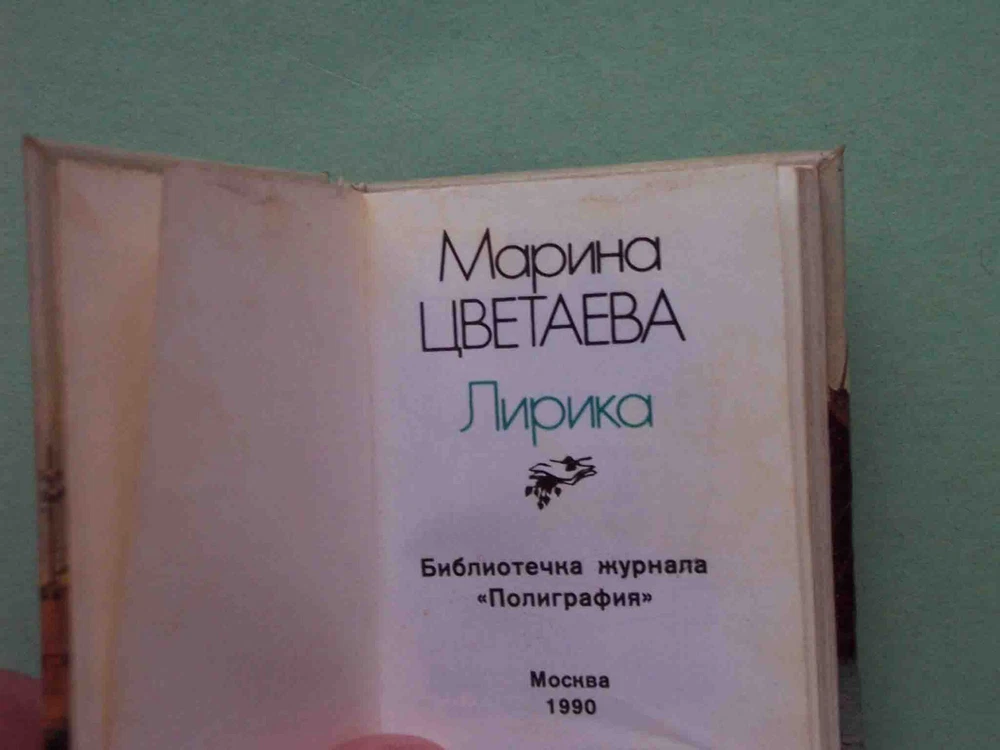 Марина
ЦВЕТАЕВА
Лирика
Библиотечка журнала
«Полиграфия»
Москва
1990